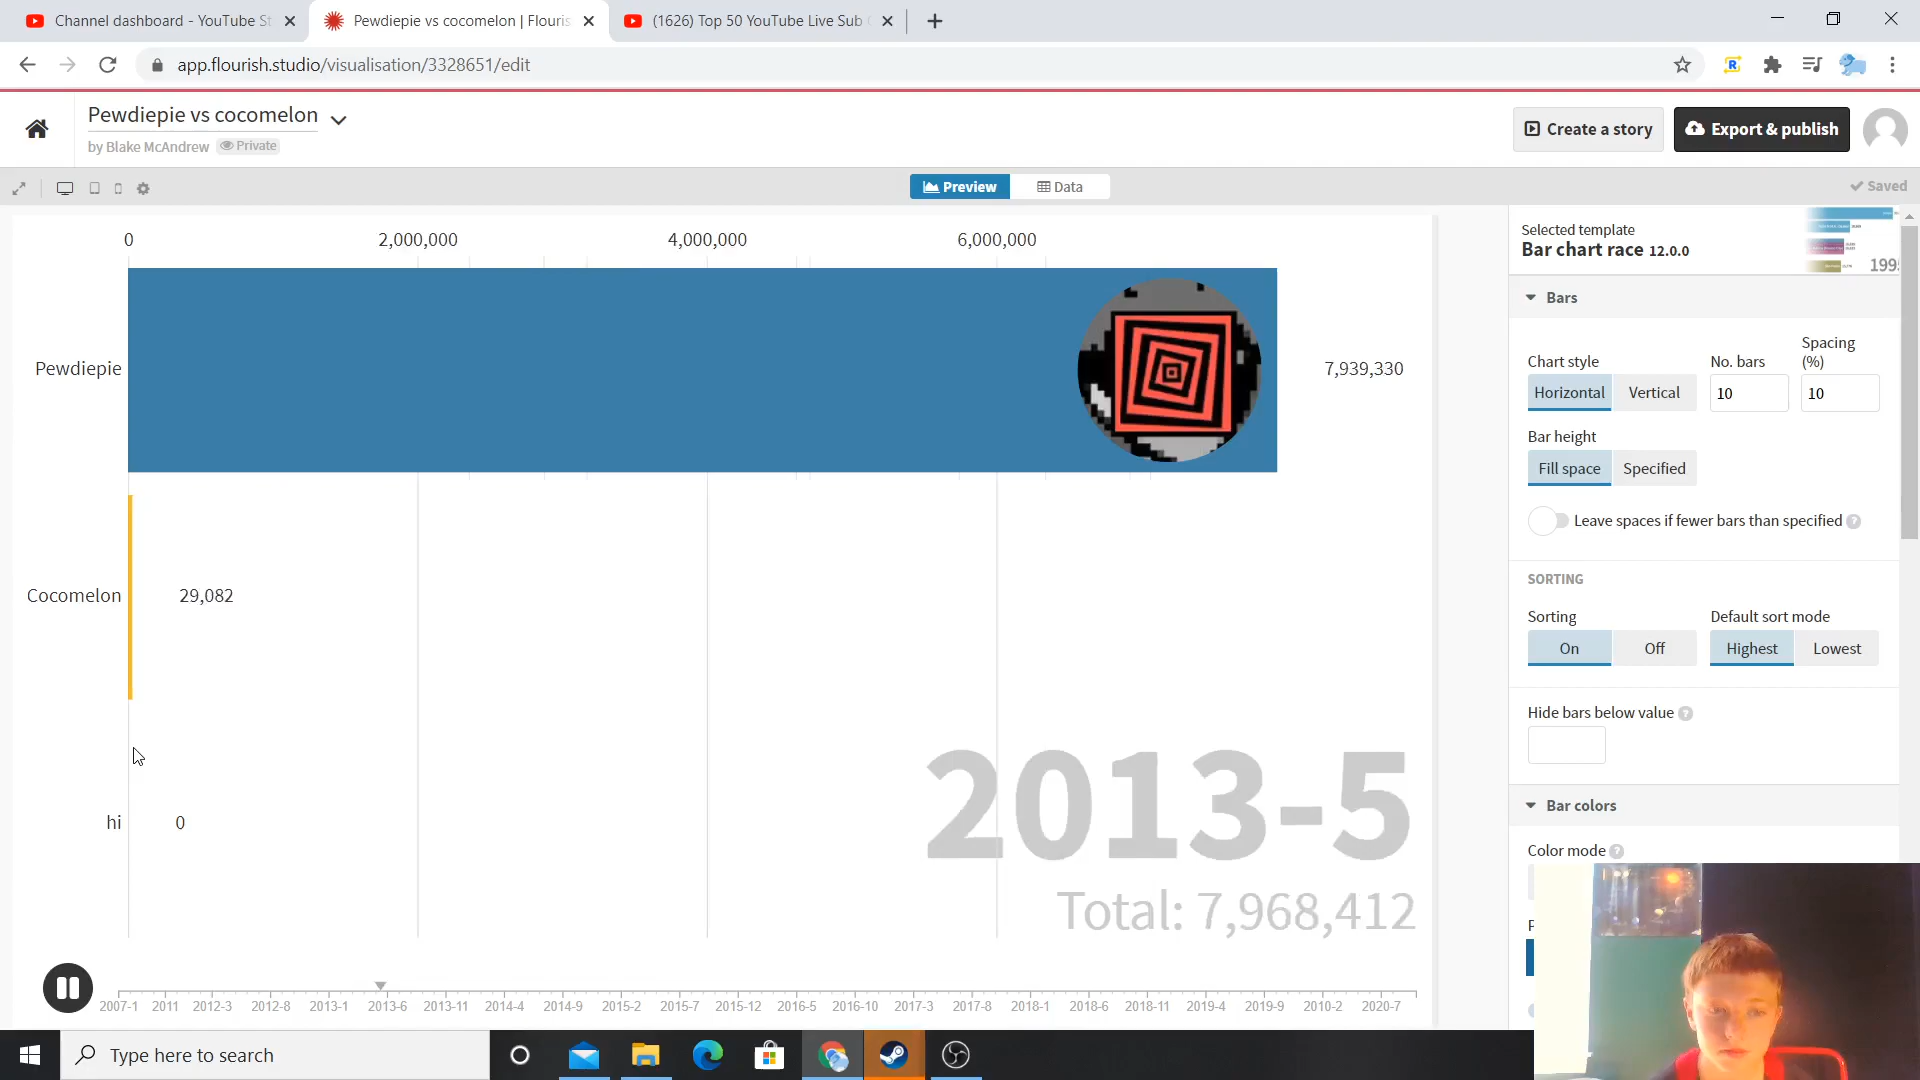 Channel dashboard - YouTube St
Pewdiepie vs cocomelon | Flouris
(1626) Top 50 YouTube Live Sub C
app.flourish.studio/visualisation/3328651/edit
Pewdiepie vs cocomelon
by Blake McAndrew
Private
Create a story
Export & publish
Preview
Data
Saved
0
2,000,000
4,000,000
6,000,000
Pewdiepie
7,939,330
Cocomelon
29,082
hi
0
2013-5
Total: 7,968,412
2007-1 2011 2012-3 2012-8 2013-1 2013-6 2013-11 2014-4 2014-9 2015-2 2015-7 2015-12 2016-5 2016-10 2017-3 2017-8 2018-1 2018-6 2018-11 2019-4 2019-9 2010-2 2020-7
Selected template
Bar chart race 12.0.0
Bars
Chart style
No. bars
Spacing (%)
Horizontal
Vertical
10
10
Bar height
Fill space
Specified
Leave spaces if fewer bars than specified
SORTING
Sorting
Default sort mode
On
Off
Highest
Lowest
Hide bars below value
Bar colors
Color mode
Type here to search